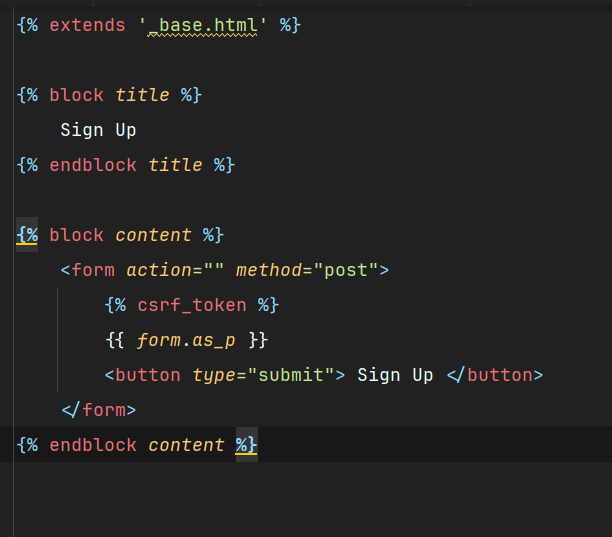 {% extends '_base.html' %}
{% block title %}
Sign Up
{% endblock title %}
{% block content %}
<form action="" method="post">
{% csrf_token %}
{{ form.as_p }}
<button type="submit"> Sign Up </button>
</form>
{% endblock content %}